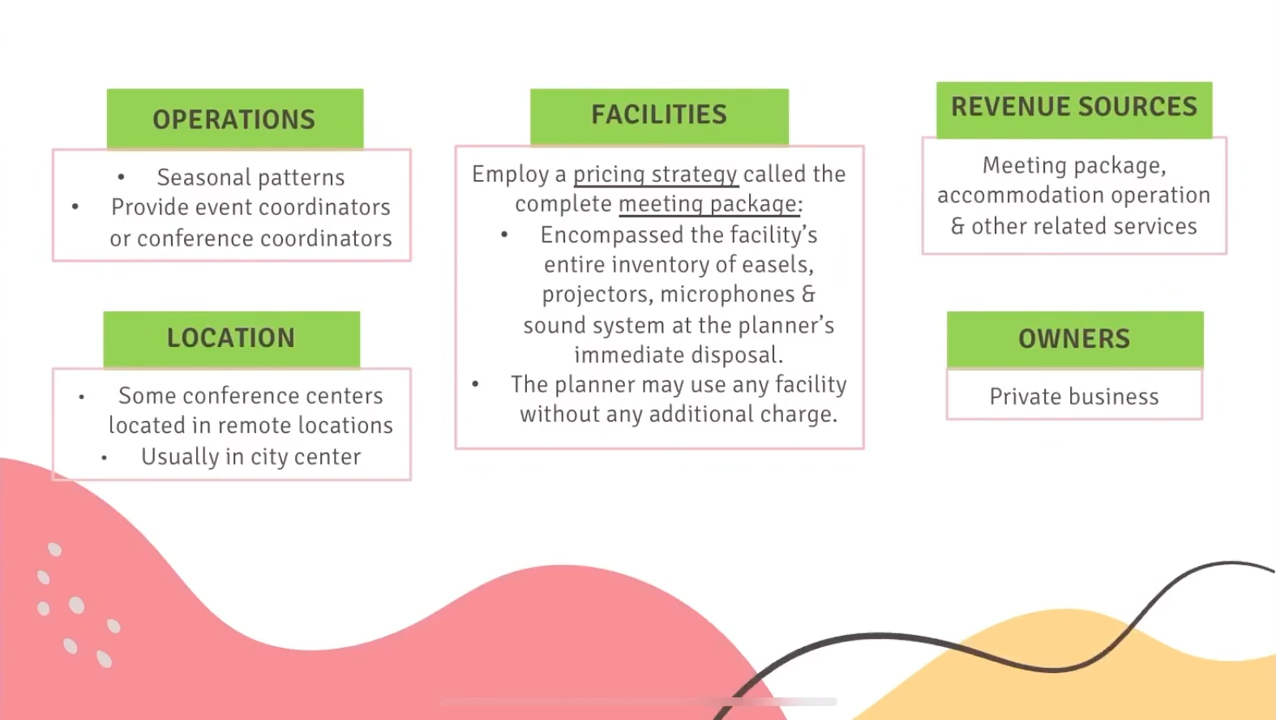 OPERATIONS
• Seasonal patterns
• Provide event coordinators
or conference coordinators
LOCATION
• Some conference centers
located in remote locations
• Usually in city center
FACILITIES
Employ a pricing strategy called the
complete meeting package:
• Encompassed the facility’s
entire inventory of easels,
projectors, microphones &
sound system at the planner’s
immediate disposal.
• The planner may use any facility
without any additional charge.
REVENUE SOURCES
Meeting package,
accommodation operation
& other related services
OWNERS
Private business